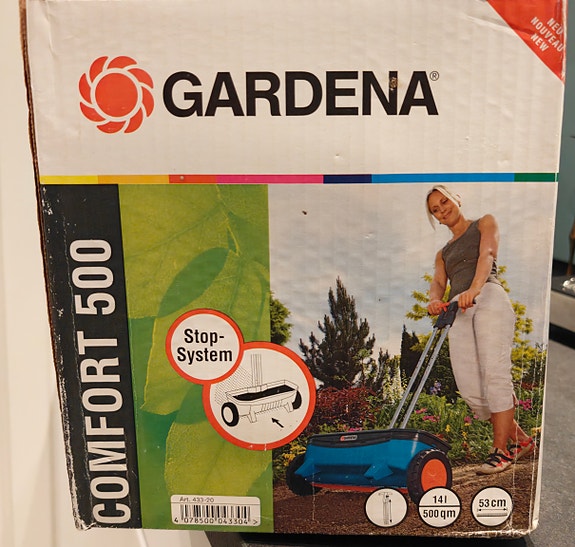 NEU
NOUVEAU
NEW
GARDENA®
COMFORT 500
Stop-
System
GARDENA
Art. 433-20
4 078500 043304 >
14 l
500 qm
53 cm